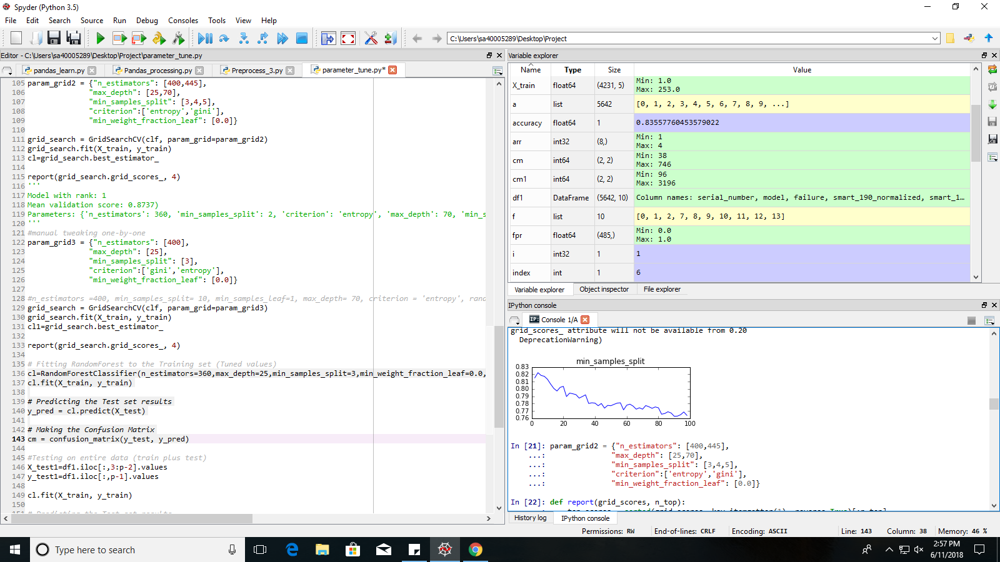 Spyder (Python 3.5)
File Edit Search Source Run Debug Consoles Tools View Help
C:\Users\sa40005289\Desktop\Project
Editor - C:\Users\sa40005289\Desktop\Project\parameter_tune.py
pandas_learn.py Pandas_processing.py Preprocess_3.py parameter_tune.py*
105 param_grid2 = {"n_estimators": [400,445],
106 "max_depth": [25,70],
107 "min_samples_split": [3,4,5],
108 "criterion":['entropy','gini'],
109 "min_weight_fraction_leaf": [0.0]}
110
111 grid_search = GridSearchCV(clf, param_grid=param_grid2)
112 grid_search.fit(X_train, y_train)
113 cl=grid_search.best_estimator_
114
115 report(grid_search.grid_scores_, 4)
116 '''
117 Model with rank: 1
118 Mean validation score: 0.8737)
119 Parameters: {'n_estimators': 360, 'min_samples_split': 2, 'criterion': 'entropy', 'max_depth': 70, 'min_s
120 '''
121 #manual tweaking one-by-one
122 param_grid3 = {"n_estimators": [400],
123 "max_depth": [25],
124 "min_samples_split": [3],
125 "criterion":['gini','entropy'],
126 "min_weight_fraction_leaf": [0.0]}
127
128 #n_estimators =400, min_samples_split= 10, min_samples_leaf=1, max_depth= 70, criterion = 'entropy', rand
129 grid_search = GridSearchCV(clf, param_grid=param_grid3)
130 grid_search.fit(X_train, y_train)
131 cl1=grid_search.best_estimator_
132
133 report(grid_search.grid_scores_, 4)
134
135 # Fitting RandomForest to the Training set (Tuned values)
136 cl=RandomForestClassifier(n_estimators=360,max_depth=25,min_samples_split=3,min_weight_fraction_leaf=0.0,
137 cl.fit(X_train, y_train)
138
139 # Predicting the Test set results
140 y_pred = cl.predict(X_test)
141
142 # Making the Confusion Matrix
143 cm = confusion_matrix(y_test, y_pred)
144
145 #Testing on entire data (train plus test)
146 X_test1=df1.iloc[:,3:p-2].values
147 y_test1=df1.iloc[:,p-1].values
148
149 cl.fit(X_train, y_train)
150
151 # Predicting the Test set results
Variable explorer
Name Type Size Value
X_train float64 (4231, 5) Min: 1.0
Max: 253.0
a list 5642 [0, 1, 2, 3, 4, 5, 6, 7, 8, 9, ...]
accuracy float64 1 0.83557760453579022
arr int32 (8,) Min: 1
Max: 4
cm int64 (2, 2) Min: 38
Max: 746
cm1 int64 (2, 2) Min: 96
Max: 3196
df1 DataFrame (5642, 10) Column names: serial_number, model, failure, smart_190_normalized, smart_1...
f list 10 [0, 1, 2, 7, 8, 9, 10, 11, 12, 13]
fpr float64 (485,) Min: 0.0
Max: 1.0
i int32 1 1
index int 1 6
Variable explorer Object inspector File explorer
IPython console
IP: Console 1/A
grid_scores_ attribute will not be available from 0.20
DeprecationWarning)
min_samples_split
0.83
0.82
0.81
0.80
0.79
0.78
0.77
0.76
0 20 40 60 80 100
In [21]: param_grid2 = {"n_estimators": [400,445],
...: "max_depth": [25,70],
...: "min_samples_split": [3,4,5],
...: "criterion":['entropy','gini'],
...: "min_weight_fraction_leaf": [0.0]}
In [22]: def report(grid_scores, n_top):
History log IPython console
Permissions: RW End-of-lines: CRLF Encoding: ASCII Line: 143 Column: 38 Memory: 46 %
Type here to search
2:57 PM
6/11/2018